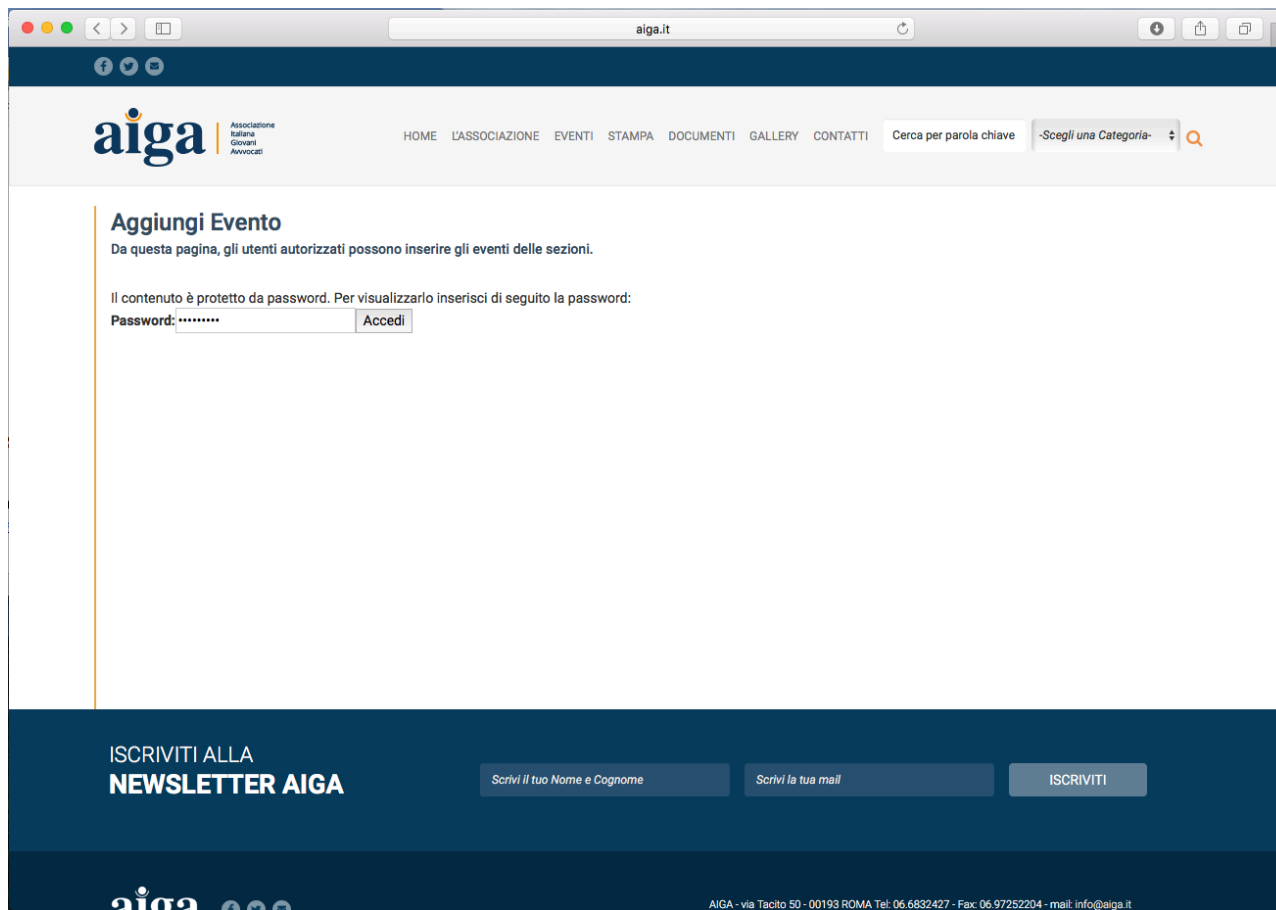 aiga.it
aiga
Associazione
Italiana
Giovani
Avvocati
HOME L'ASSOCIAZIONE EVENTI STAMPA DOCUMENTI GALLERY CONTATTI Cerca per parola chiave -Scegli una Categoria-
Aggiungi Evento
Da questa pagina, gli utenti autorizzati possono inserire gli eventi delle sezioni.
Il contenuto è protetto da password. Per visualizzarlo inserisci di seguito la password:
Password: ••••••••• Accedi
ISCRIVITI ALLA
NEWSLETTER AIGA
Scrivi il tuo Nome e Cognome Scrivi la tua mail ISCRIVITI
aiga
AIGA - via Tacito 50 - 00193 ROMA Tel: 06.6832427 - Fax: 06.97252204 - mail: info@aiga.it